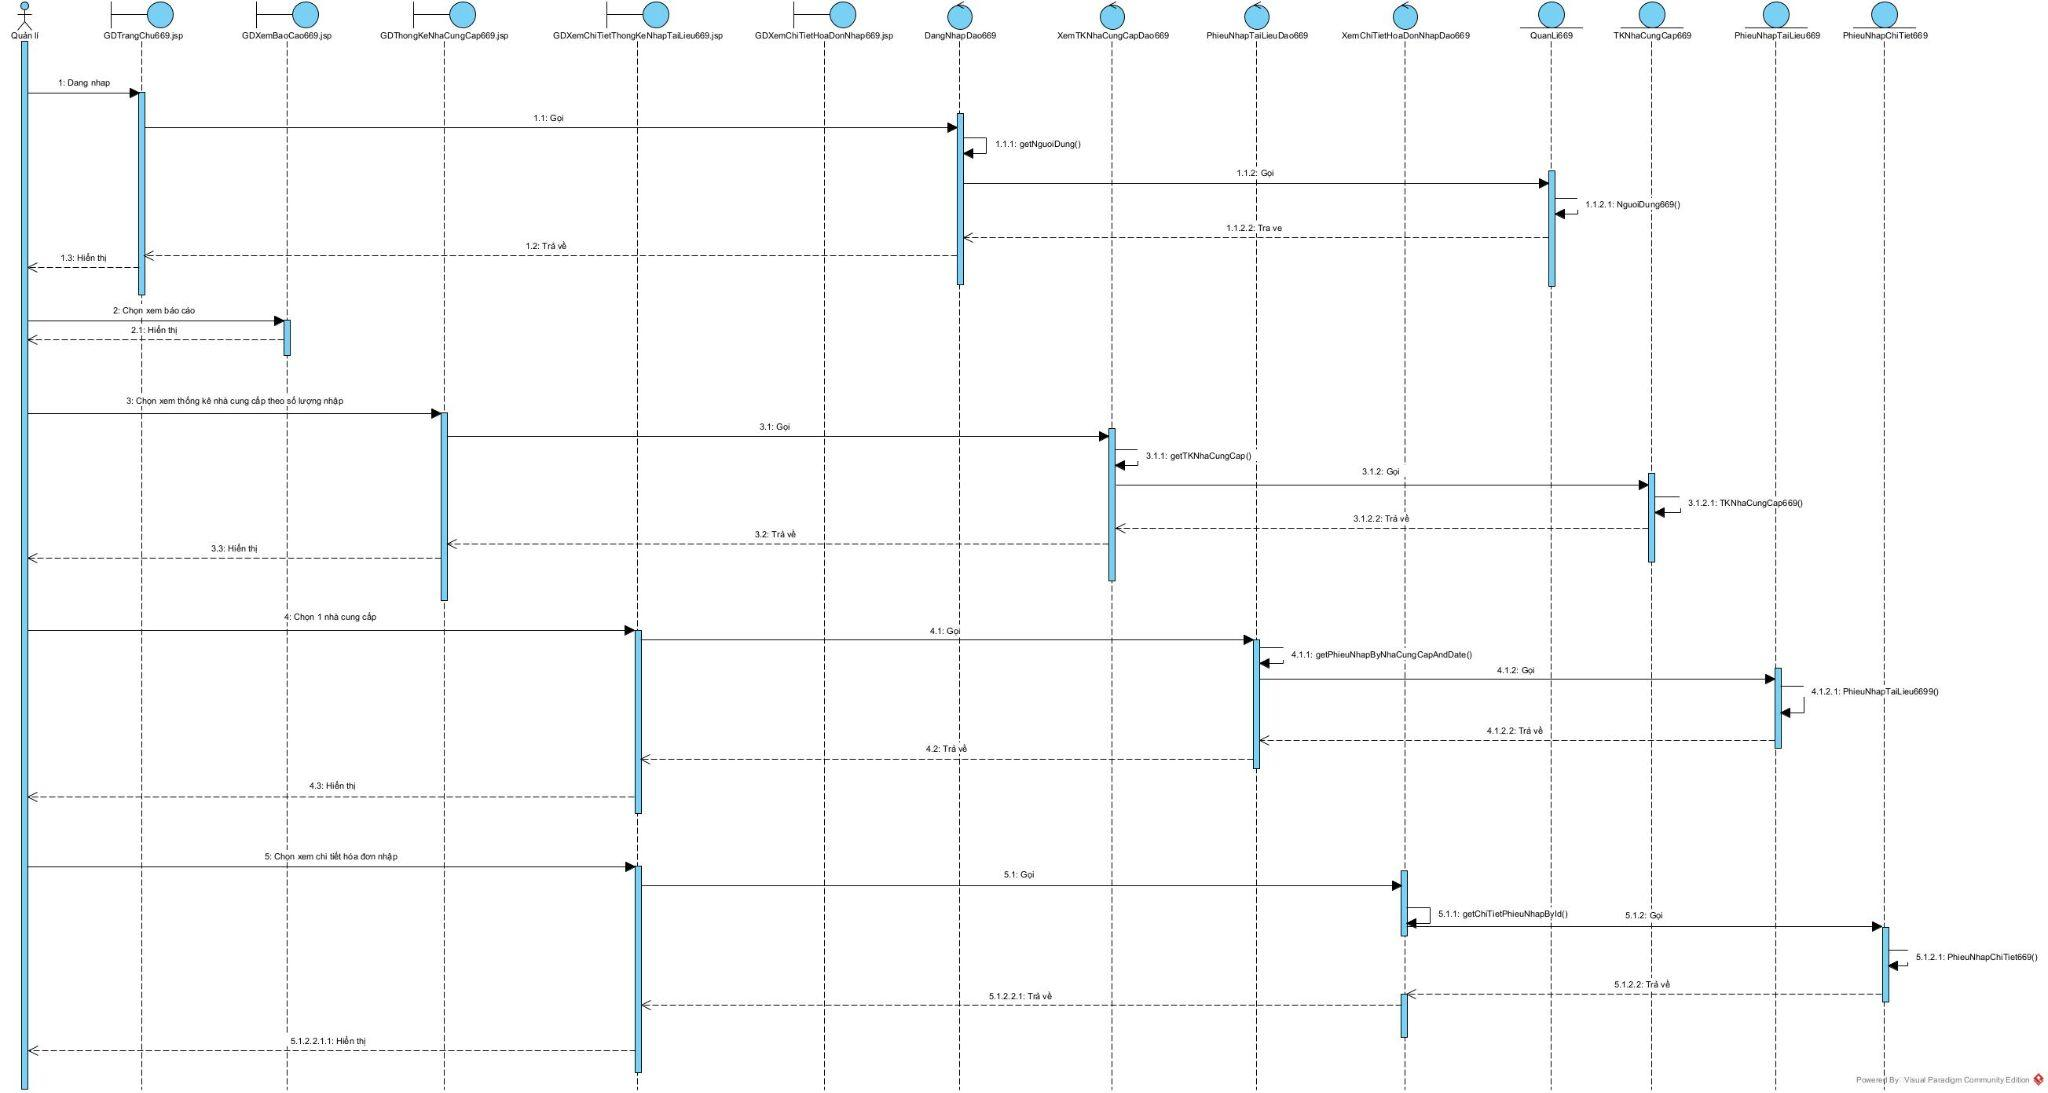 Quản lí
GDTrangChu669.jsp
GDXemBaoCao669.jsp
GDThongKeNhaCungCap669.jsp
GDXemChiTietThongKeNhapTaiLieu669.jsp
GDXemChiTietHoaDonNhap669.jsp
DangNhapDao669
XemTKNhaCungCapDao669
PhieuNhapTaiLieuDao669
XemChiTietHoaDonNhapDao669
QuanLi669
TKNhaCungCap669
PhieuNhapTaiLieu669
PhieuNhapChiTiet669
1: Dang nhap
1.1: Gọi
1.1.1: getNguoiDung()
1.1.2: Gọi
1.1.2.1: NguoiDung669()
1.1.2.2: Tra ve
1.2: Trả về
1.3: Hiển thị
2: Chọn xem báo cáo
2.1: Hiển thị
3: Chọn xem thống kê nhà cung cấp theo số lượng nhập
3.1: Gọi
3.1.1: getTKNhaCungCap()
3.1.2: Gọi
3.1.2.1: TKNhaCungCap669()
3.1.2.2: Trả về
3.2: Trả về
3.3: Hiển thị
4: Chọn 1 nhà cung cấp
4.1: Gọi
4.1.1: getPhieuNhapByNhaCungCapAndDate()
4.1.2: Gọi
4.1.2.1: PhieuNhapTaiLieu6699()
4.1.2.2: Trả về
4.2: Trả về
4.3: Hiển thị
5: Chọn xem chi tiết hóa đơn nhập
5.1: Gọi
5.1.1: getChiTietPhieuNhapById()
5.1.2: Gọi
5.1.2.1: PhieuNhapChiTiet669()
5.1.2.2: Trả về
5.1.2.2.1: Trả về
5.1.2.2.1.1: Hiển thị
Powered By: Visual Paradigm Community Edition